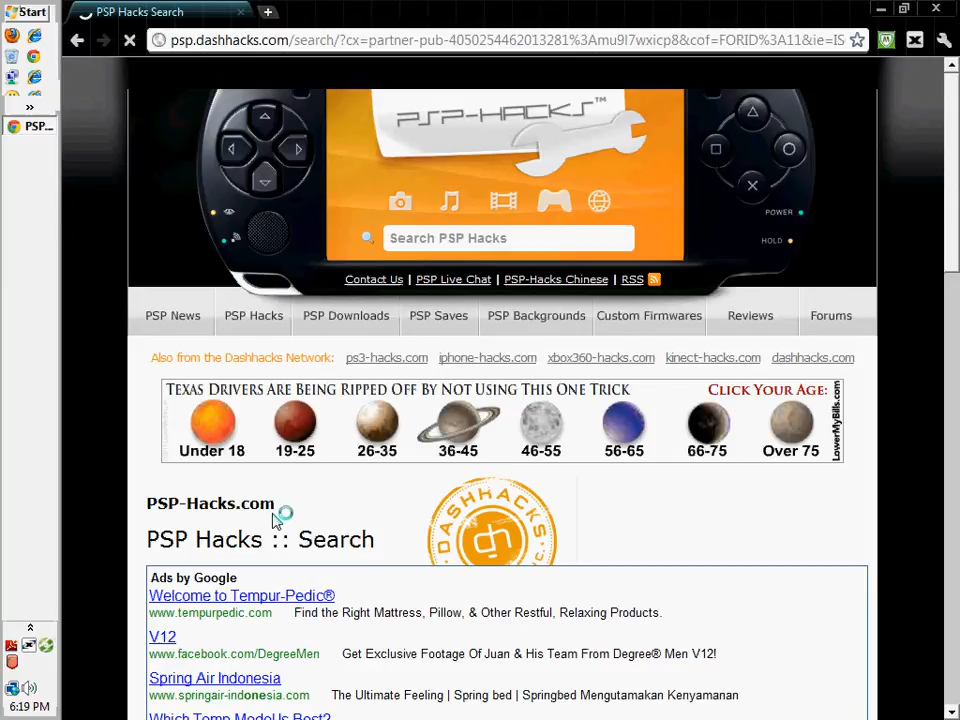 Start
PSP Hacks Search
psp.dashhacks.com/search/?cx=partner-pub-4050254462013281%3Amu9l7wxicp8&cof=FORID%3A11&ie=IS
PSP...
PSP-HACKS™
Search PSP Hacks
POWER
HOLD
Contact Us | PSP Live Chat | PSP-Hacks Chinese | RSS
PSP News PSP Hacks PSP Downloads PSP Saves PSP Backgrounds Custom Firmwares Reviews Forums
Also from the Dashhacks Network: ps3-hacks.com iphone-hacks.com xbox360-hacks.com kinect-hacks.com dashhacks.com
TEXAS DRIVERS ARE BEING RIPPED OFF BY NOT USING THIS ONE TRICK CLICK YOUR AGE:
Under 18 19-25 26-35 36-45 46-55 56-65 66-75 Over 75
LowerMyBills.com
PSP-Hacks.com
PSP Hacks :: Search
DASHHACKS
dh
Ads by Google
Welcome to Tempur-Pedic®
www.tempurpedic.com Find the Right Mattress, Pillow, & Other Restful, Relaxing Products.
V12
www.facebook.com/DegreeMen Get Exclusive Footage Of Juan & His Team From Degree® Men V12!
Spring Air Indonesia
www.springair-indonesia.com The Ultimate Feeling | Spring bed | Springbed Mengutamakan Kenyamanan
Which Temp ModeUs Best?
6:19 PM